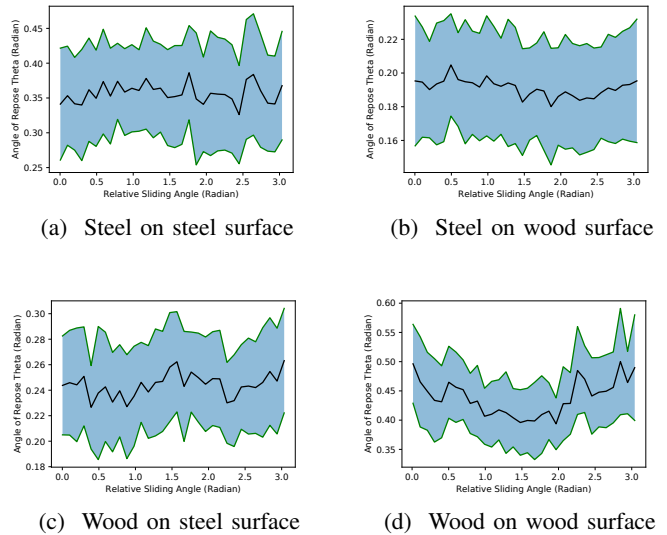 Angle of Repose Theta (Radian)
0.45
0.40
0.35
0.30
0.25
0.0 0.5 1.0 1.5 2.0 2.5 3.0
Relative Sliding Angle (Radian)
(a) Steel on steel surface
Angle of Repose Theta (Radian)
0.22
0.20
0.18
0.16
0.0 0.5 1.0 1.5 2.0 2.5 3.0
Relative Sliding Angle (Radian)
(b) Steel on wood surface
Angle of Repose Theta (Radian)
0.30
0.28
0.26
0.24
0.22
0.20
0.18
0.0 0.5 1.0 1.5 2.0 2.5 3.0
Relative Sliding Angle (Radian)
(c) Wood on steel surface
Angle of Repose Theta (Radian)
0.60
0.55
0.50
0.45
0.40
0.35
0.0 0.5 1.0 1.5 2.0 2.5 3.0
Relative Sliding Angle (Radian)
(d) Wood on wood surface